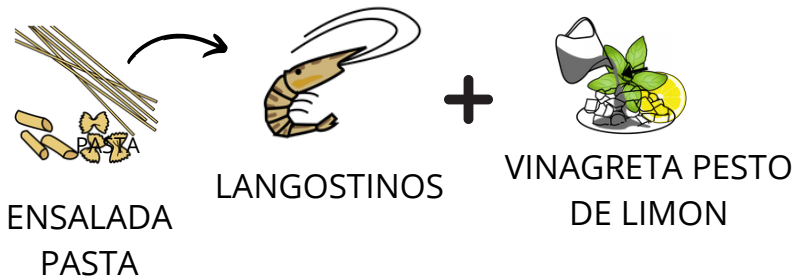 PASTA
ENSALADA
PASTA
LANGOSTINOS
VINAGRETA PESTO
DE LIMON